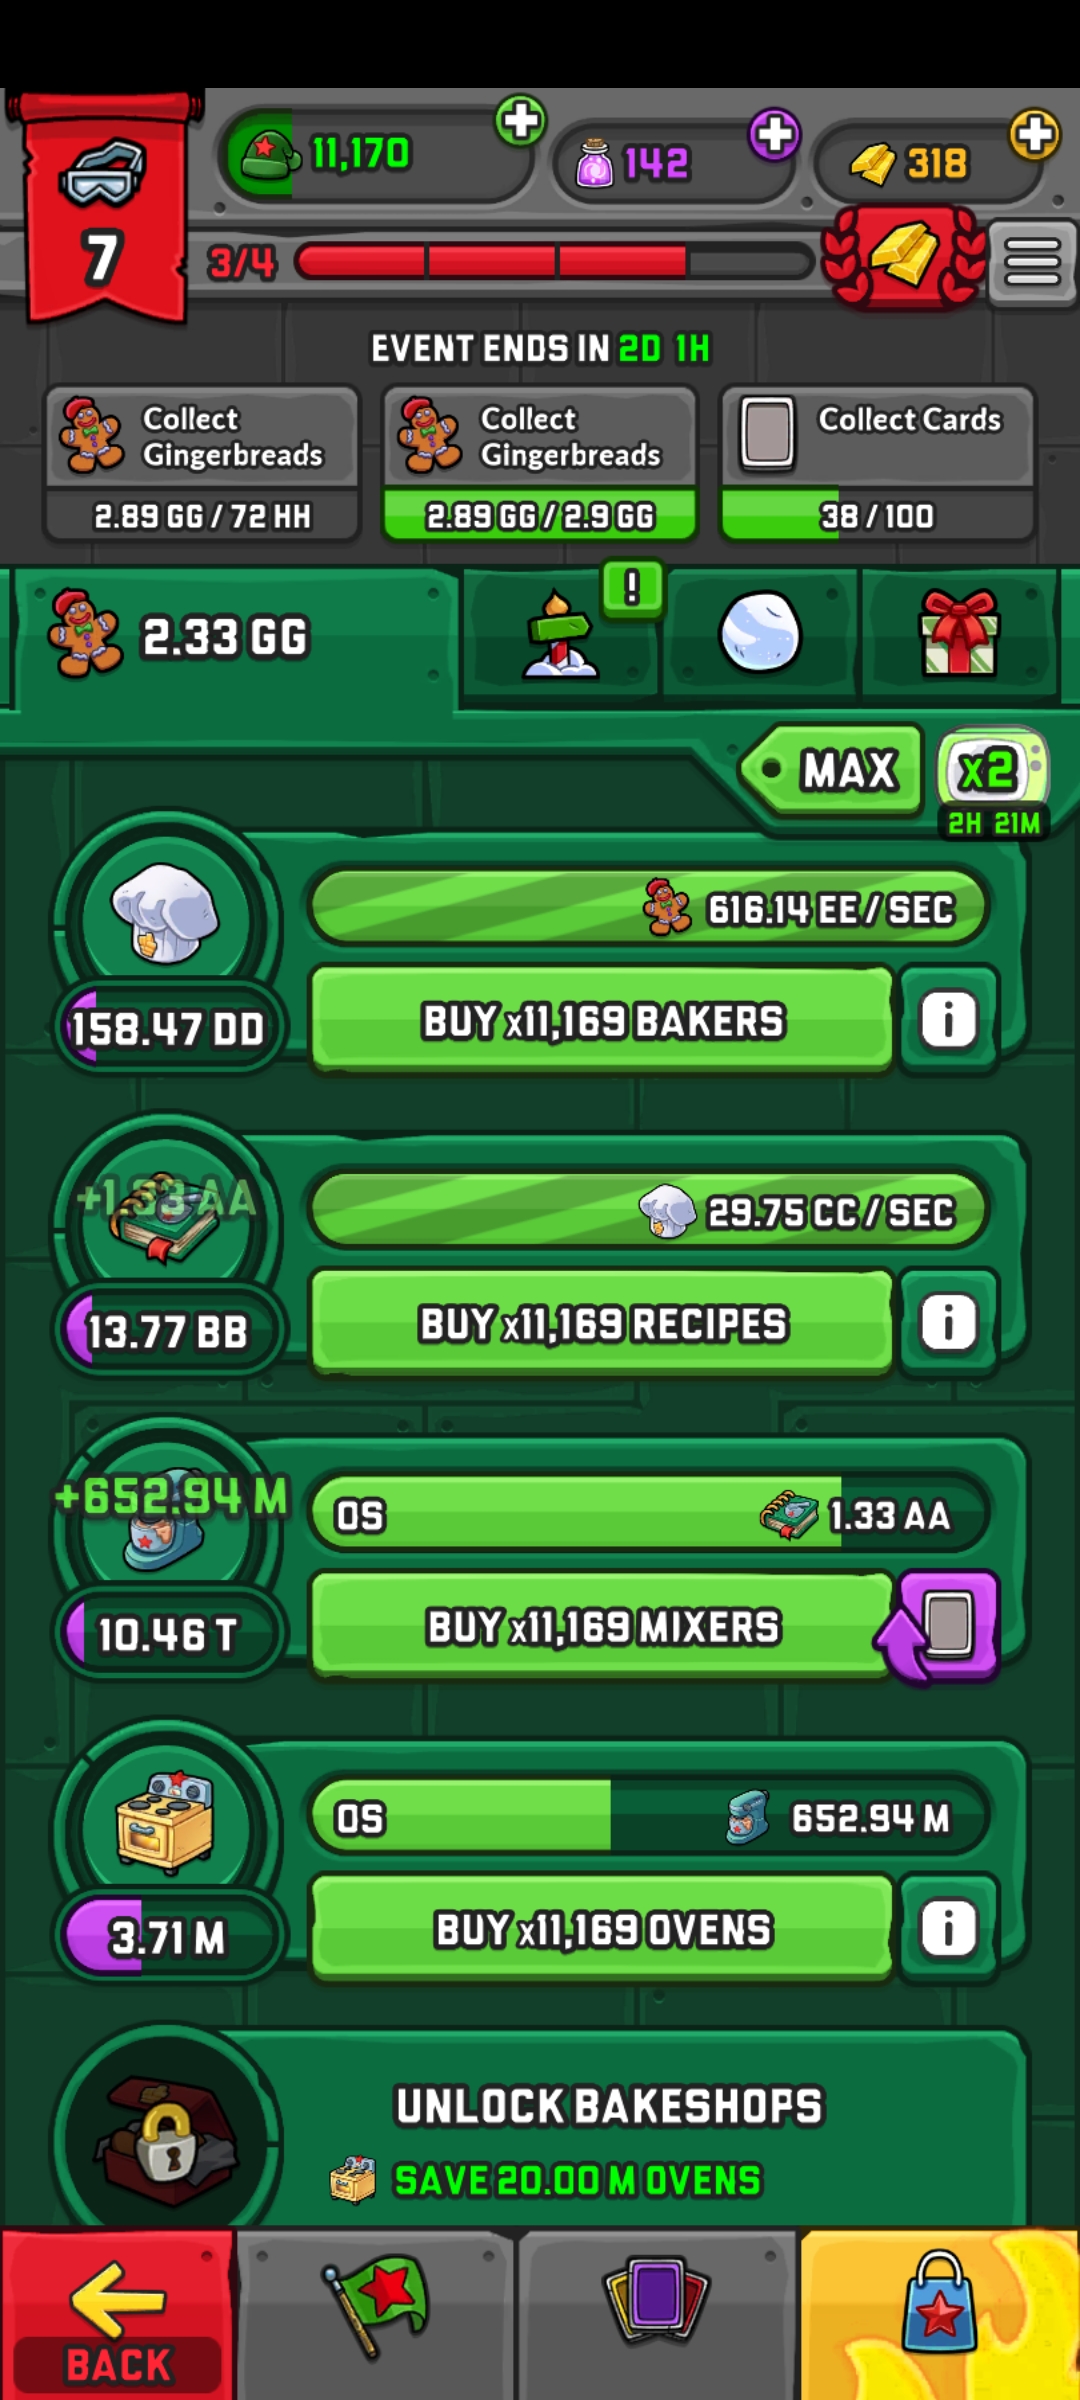 11,170
142
318
7
3/4
EVENT ENDS IN 2D 1H
Collect Gingerbreads
2.89 GG / 72 HH
Collect Gingerbreads
2.89 GG / 2.9 GG
Collect Cards
38 / 100
2.33 GG
!
MAX
x2
2H 21M
616.14 EE / SEC
158.47 DD
BUY x11,169 BAKERS
i
+1.33 AA
29.75 CC / SEC
13.77 BB
BUY x11,169 RECIPES
i
+652.94 M
0S
1.33 AA
10.46 T
BUY x11,169 MIXERS
0S
652.94 M
3.71 M
BUY x11,169 OVENS
i
UNLOCK BAKESHOPS
SAVE 20.00 M OVENS
BACK